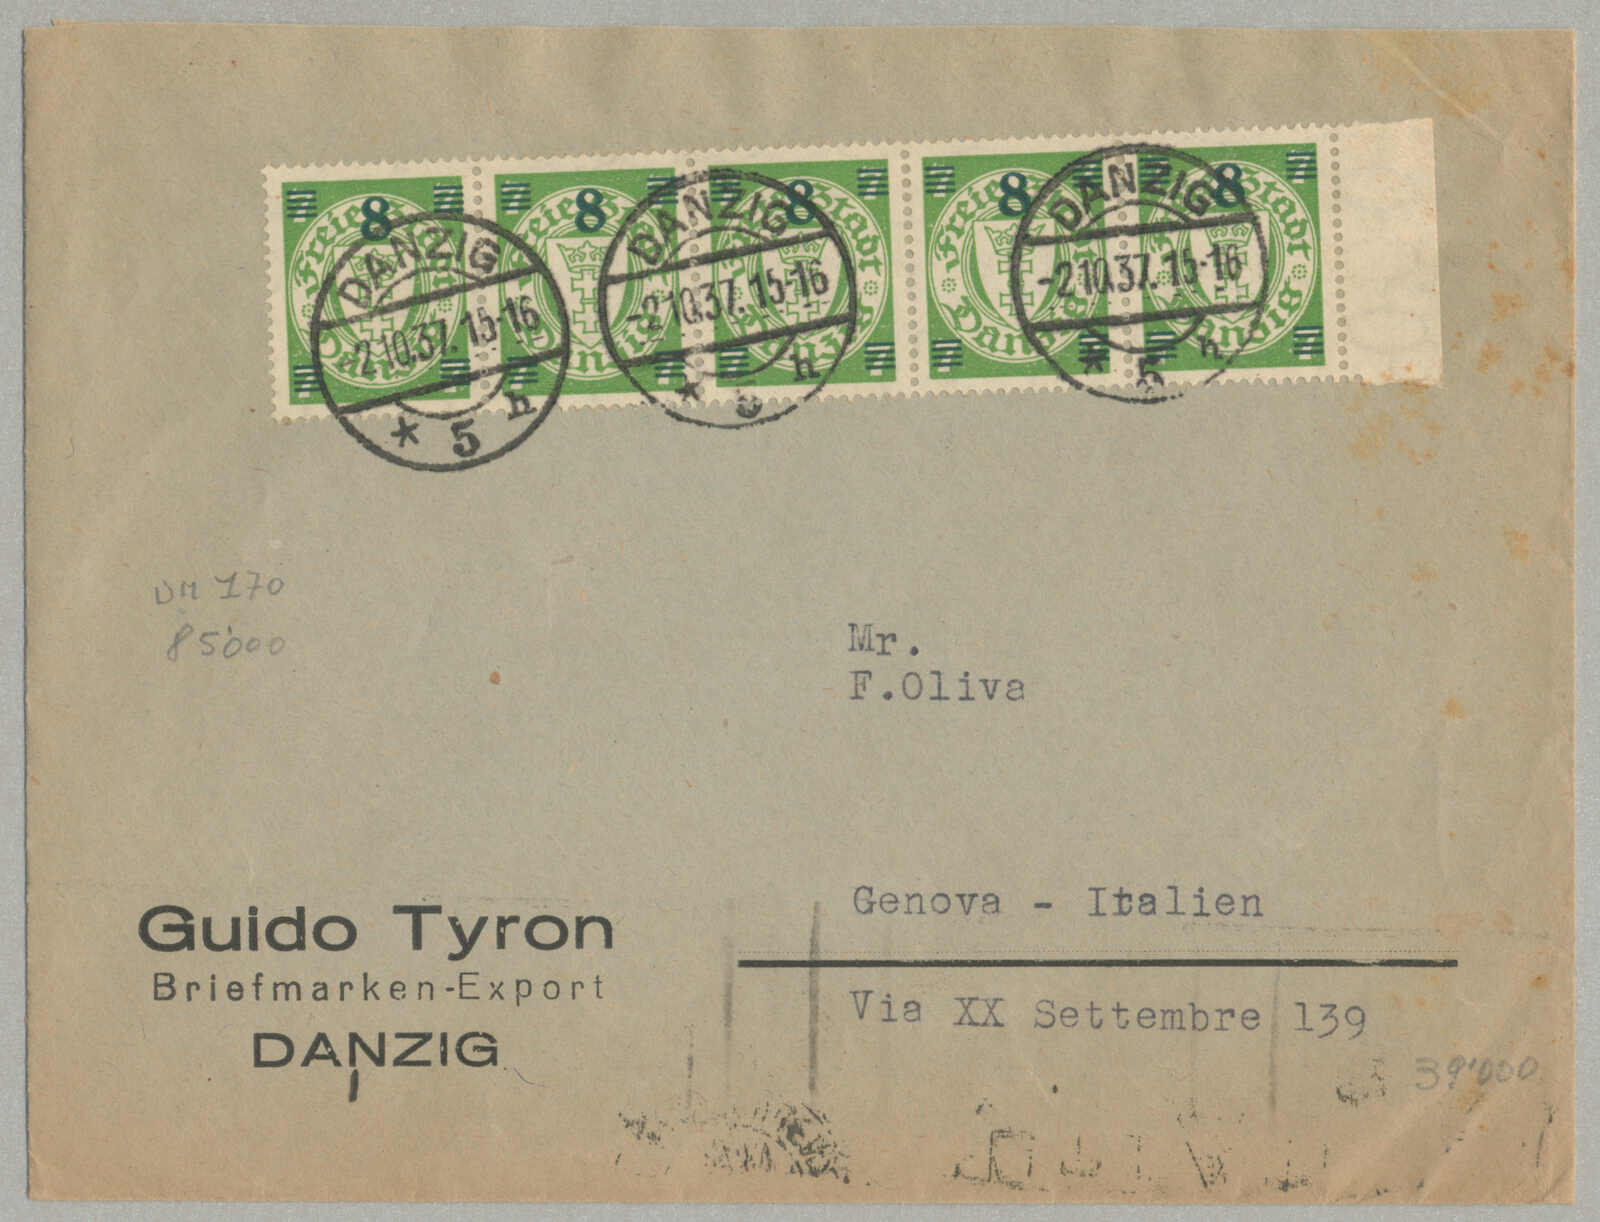 8 8 8 8 8
Freie Stadt Danzig
DANZIG
-2.10.37. 15-16
* 5 h
DANZIG
-2.10.37. 15-16
* h
DANZIG
-2.10.37. 15-16
* 5 h
DM 170
85'000
Mr.
F.Oliva
Genova - Italien
Via XX Settembre 139
Guido Tyron
Briefmarken-Export
DANZIG
39'000